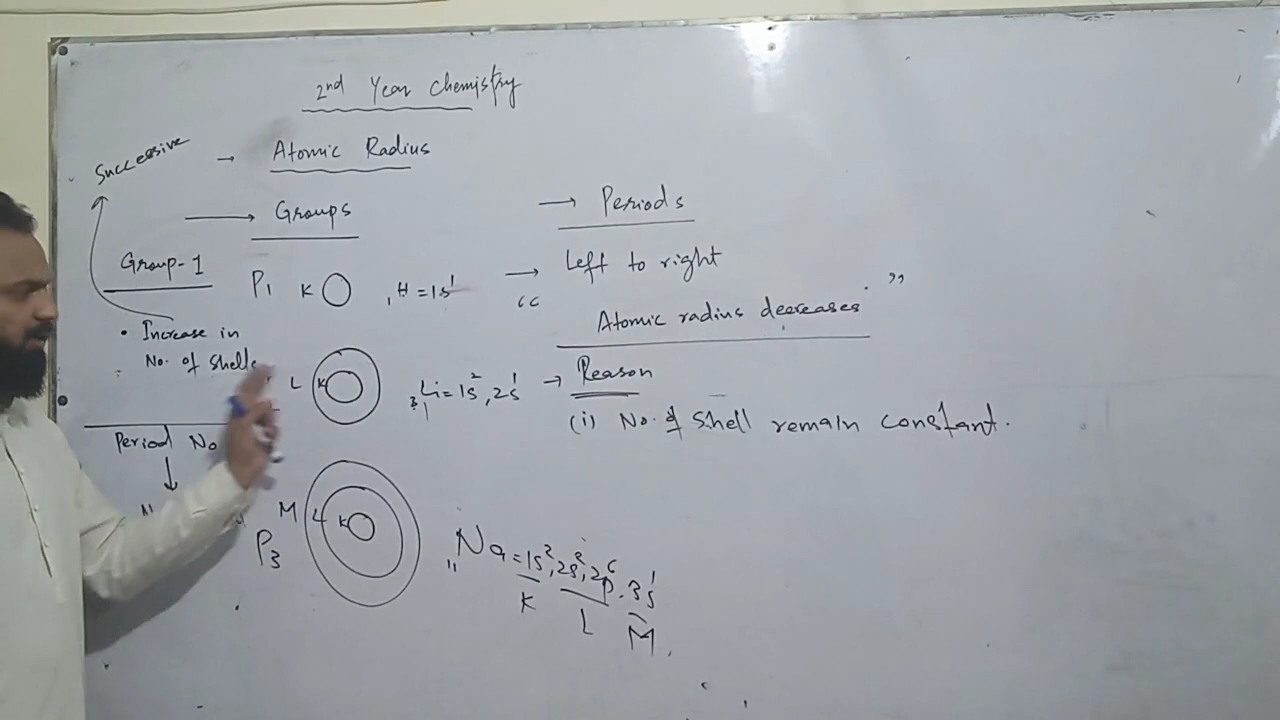 2nd Year Chemistry
Successive
→ Atomic Radius
→ Groups
Group-1
P1 K ₁H = 1s¹
• Increase in
No. of Shells
L K ₃Li = 1s², 2s¹
Period No
↓
P3 M L K ₁₁Na = 1s², 2s², 2p⁶. 3s¹
K L M
→ Periods
→ Left to right
“ Atomic radius decreases ”
→ Reason
(i) No. of Shell remain constant.